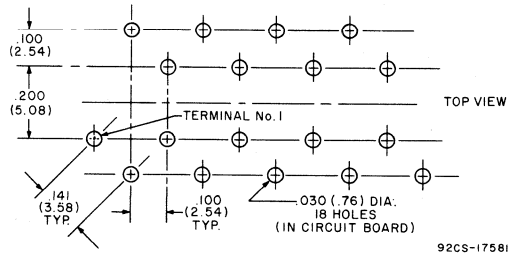 .100
(2.54)
.200
(5.08)
TOP VIEW
TERMINAL No. 1
.141
(3.58)
TYP.
.100
(2.54)
TYP.
.030 (.76) DIA.
18 HOLES
(IN CIRCUIT BOARD)
92CS-17581